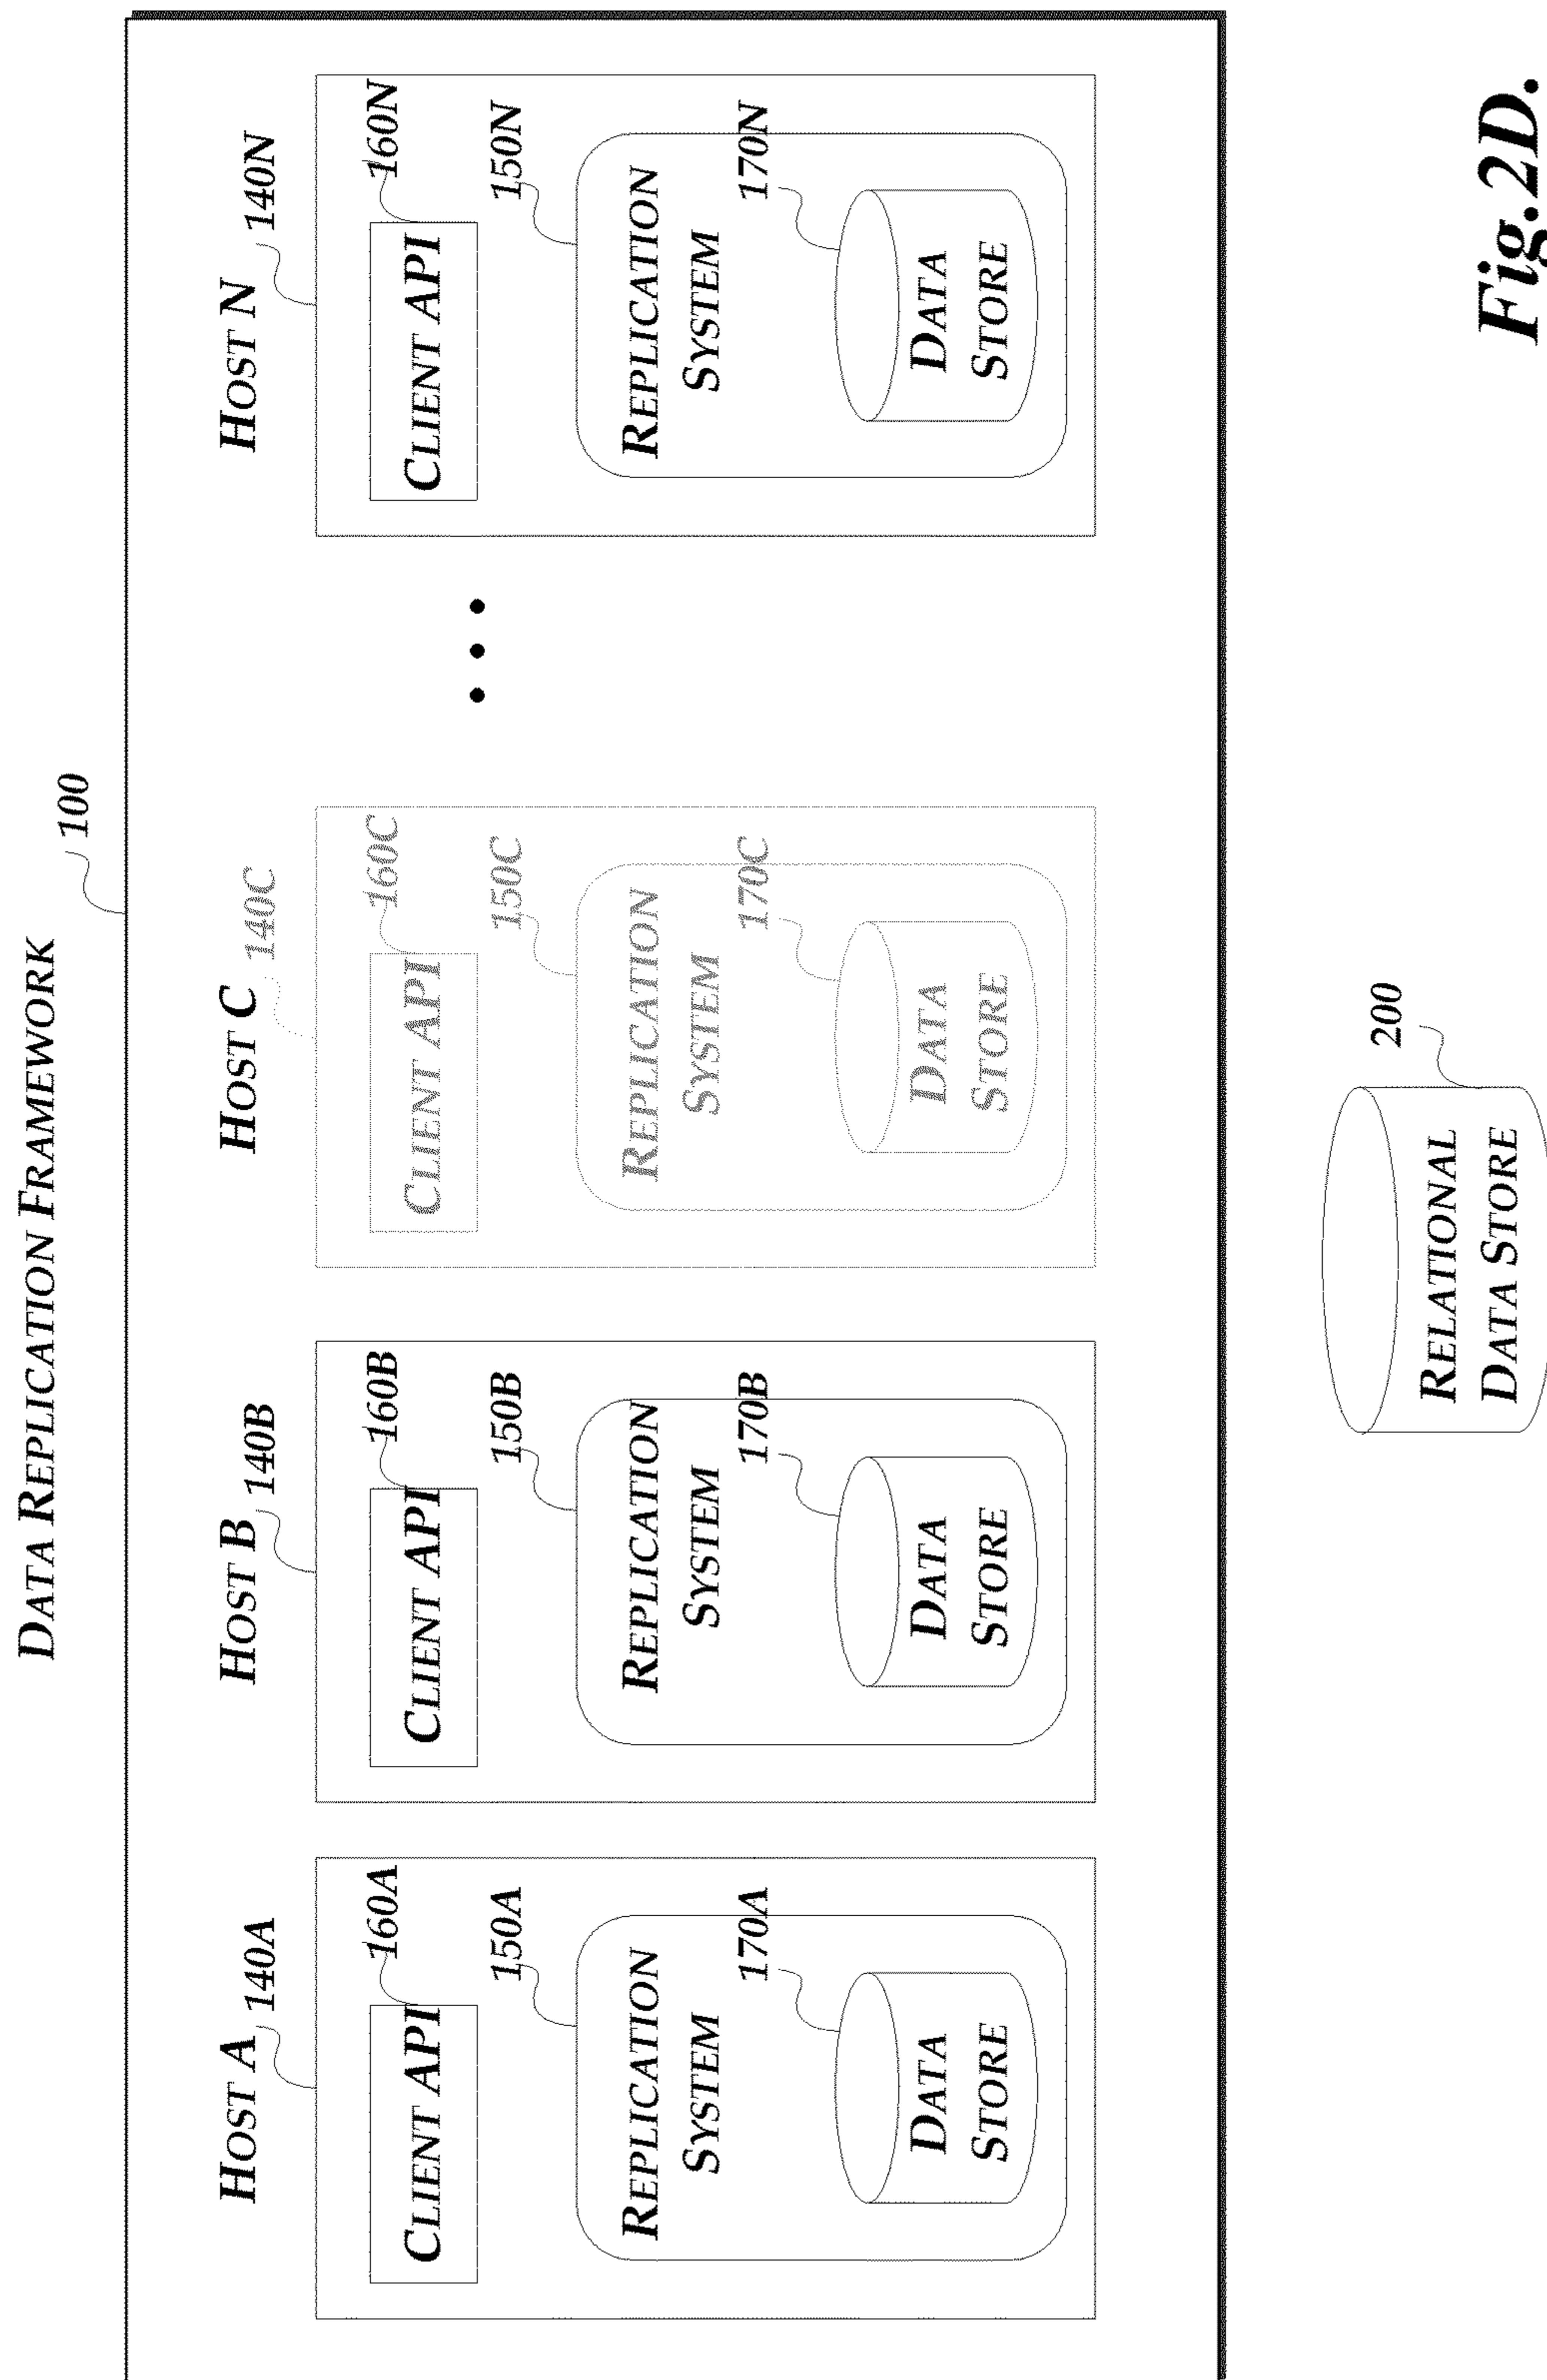 DATA REPLICATION FRAMEWORK
100
HOST A
140A
CLIENT API
160A
150A
REPLICATION
SYSTEM
170A
DATA
STORE
HOST B
140B
CLIENT API
160B
150B
REPLICATION
SYSTEM
170B
DATA
STORE
HOST C
140C
CLIENT API
160C
150C
REPLICATION
SYSTEM
170C
DATA
STORE
HOST N
140N
CLIENT API
160N
150N
REPLICATION
SYSTEM
170N
DATA
STORE
200
RELATIONAL
DATA STORE
Fig.2D.